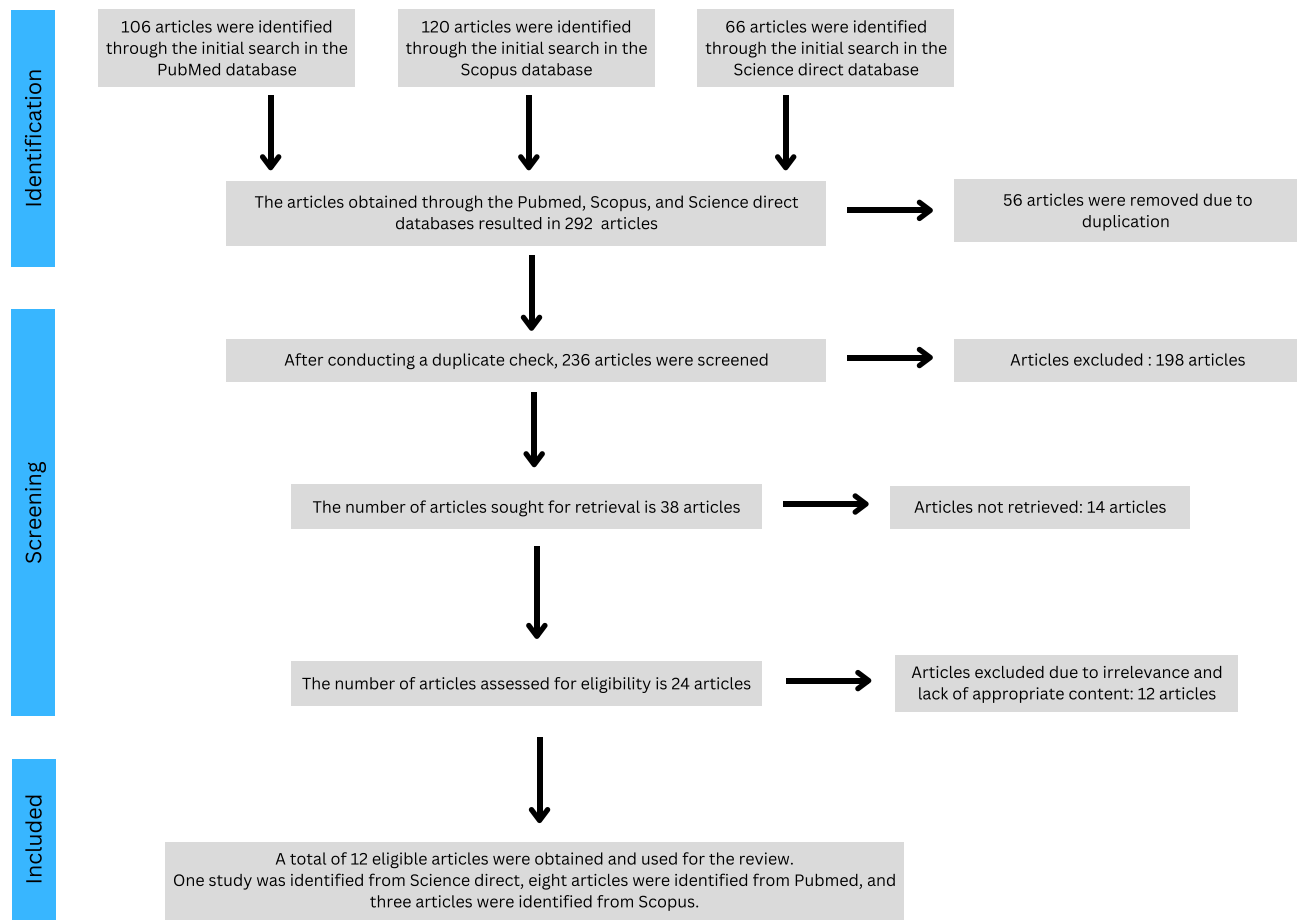 Identification
106 articles were identified
through the initial search in the
PubMed database
120 articles were identified
through the initial search in the
Scopus database
66 articles were identified
through the initial search in the
Science direct database
The articles obtained through the Pubmed, Scopus, and Science direct
databases resulted in 292 articles
56 articles were removed due to
duplication
Screening
After conducting a duplicate check, 236 articles were screened
Articles excluded : 198 articles
The number of articles sought for retrieval is 38 articles
Articles not retrieved: 14 articles
The number of articles assessed for eligibility is 24 articles
Articles excluded due to irrelevance and
lack of appropriate content: 12 articles
Included
A total of 12 eligible articles were obtained and used for the review.
One study was identified from Science direct, eight articles were identified from Pubmed, and
three articles were identified from Scopus.